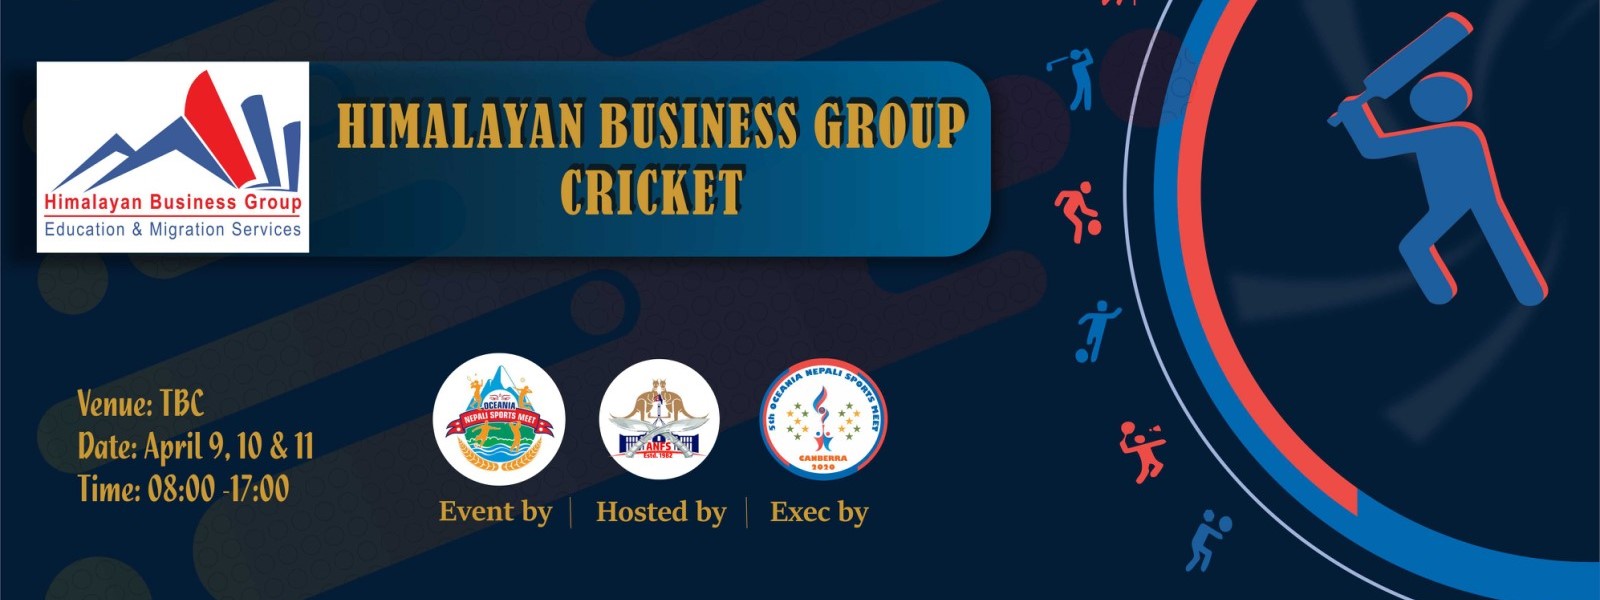 Himalayan Business Group
Education & Migration Services
HIMALAYAN BUSINESS GROUP
CRICKET
Venue: TBC
Date: April 9, 10 & 11
Time: 08:00 -17:00
OCEANIA
NEPALI SPORTS MEET
ANFS
Estd. 1982
5th OCEANIA NEPALI SPORTS MEET
CANBERRA
2020
Event by
Hosted by
Exec by